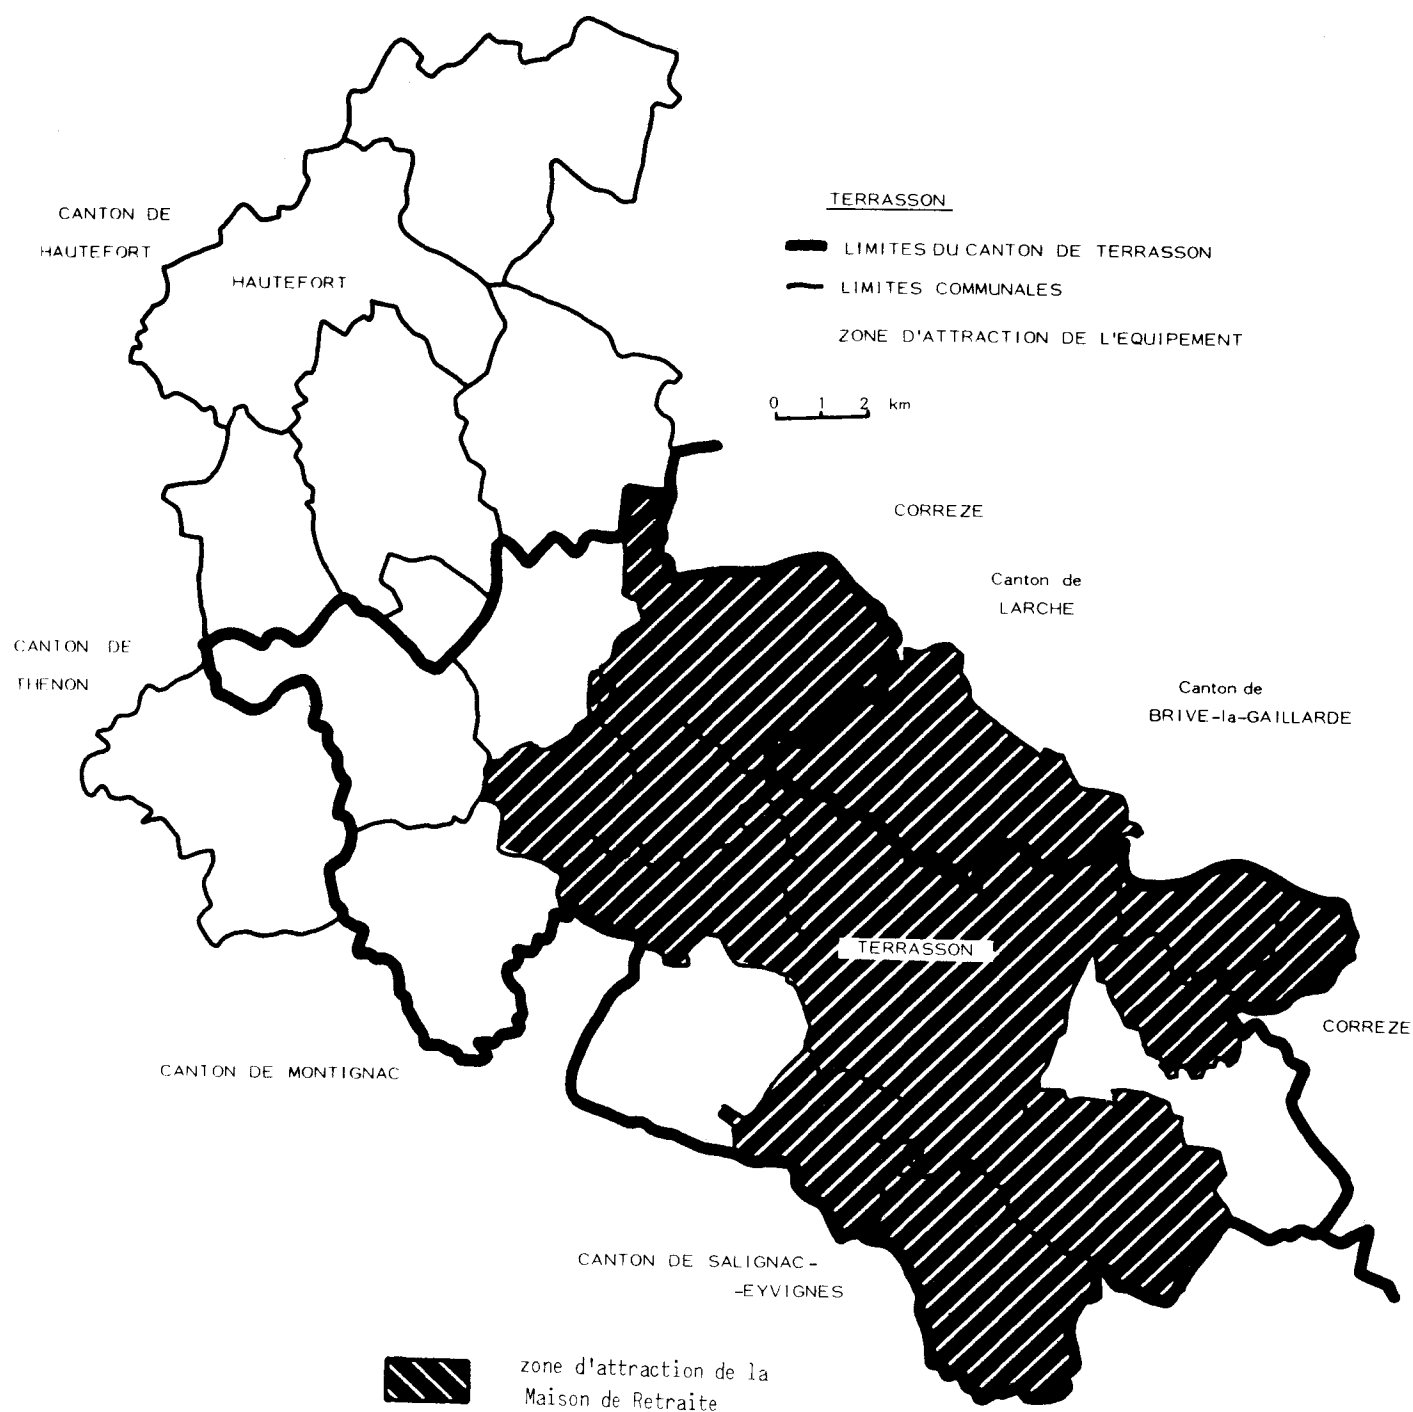 CANTON DE
HAUTEFORT
HAUTEFORT
TERRASSON
LIMITES DU CANTON DE TERRASSON
LIMITES COMMUNALES
ZONE D'ATTRACTION DE L'EQUIPEMENT
0 1 2 km
CORREZE
Canton de
LARCHE
CANTON DE
THENON
Canton de
BRIVE-la-GAILLARDE
TERRASSON
CORREZE
CANTON DE MONTIGNAC
CANTON DE SALIGNAC-
-EYVIGNES
zone d'attraction de la
Maison de Retraite